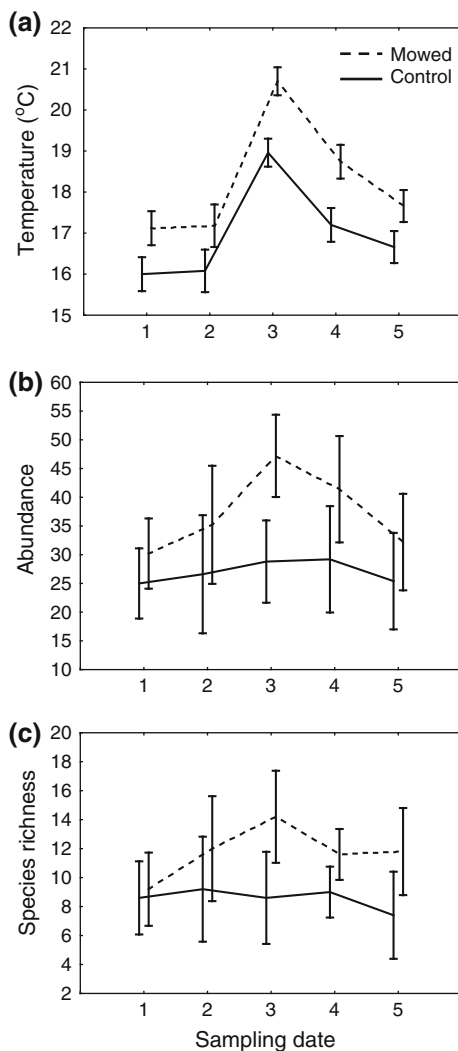 (a)
22
21
20
19
18
17
16
15
Temperature (°C)
Mowed
Control
1 2 3 4 5
(b)
60
55
50
45
40
35
30
25
20
15
10
Abundance
1 2 3 4 5
(c)
20
18
16
14
12
10
8
6
4
2
Species richness
1 2 3 4 5
Sampling date